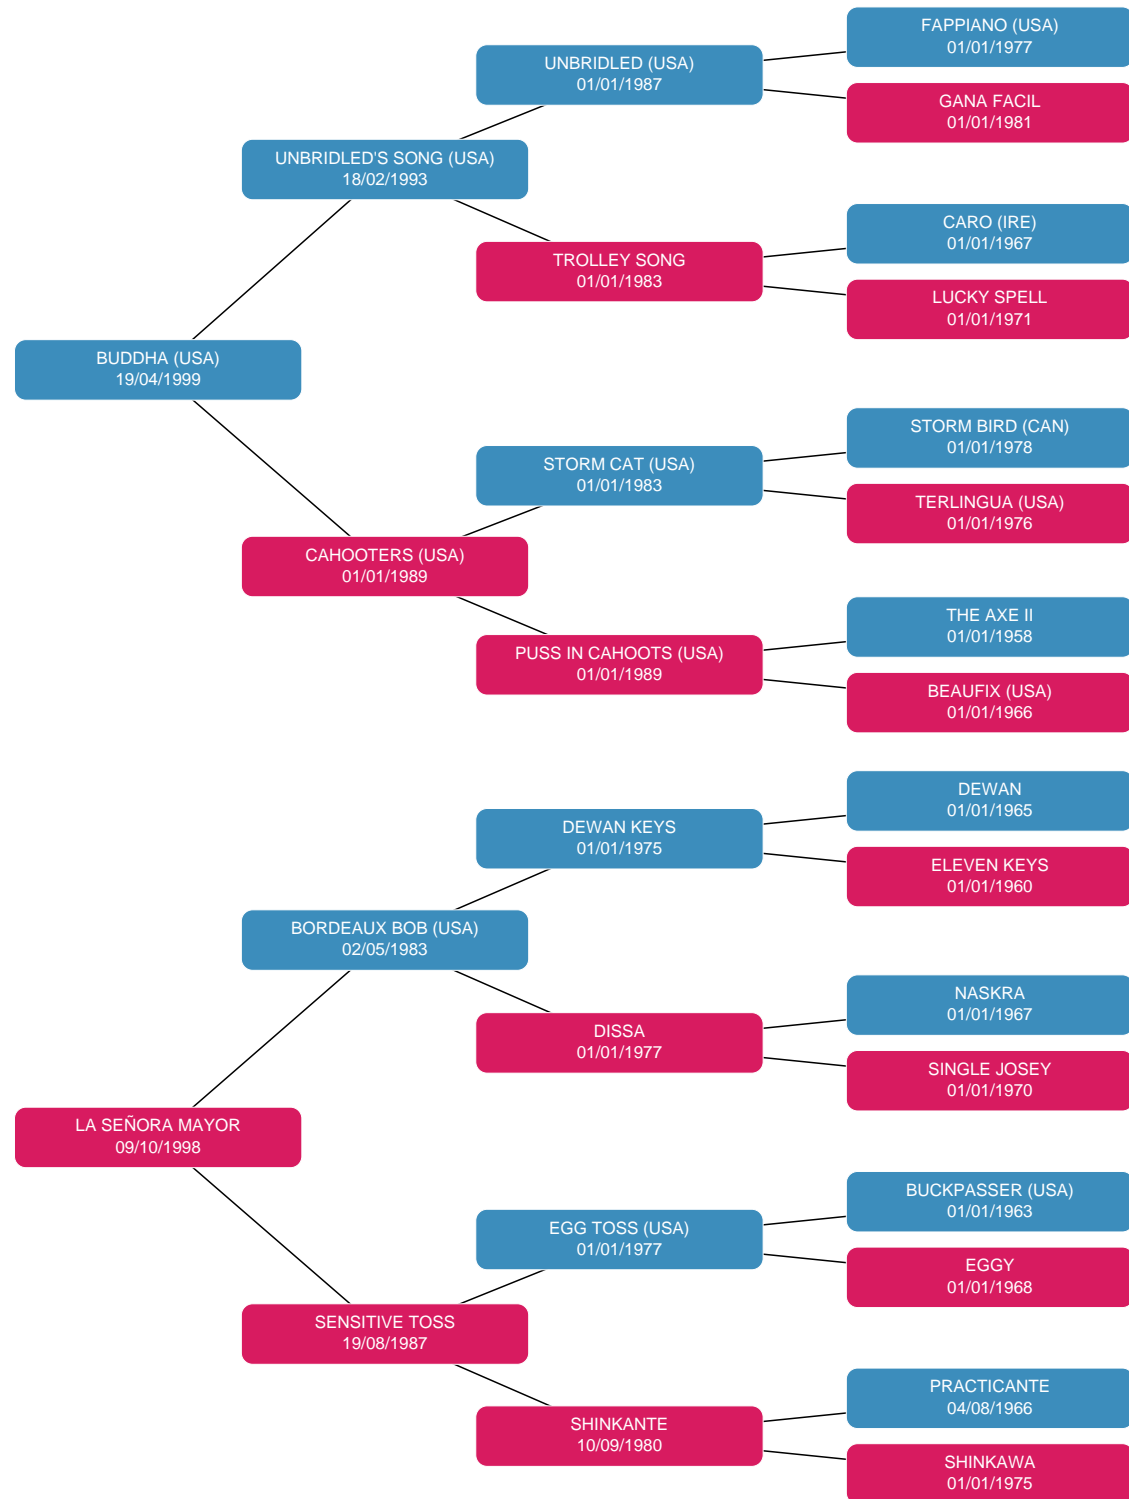 FAPPIANO (USA)
01/01/1977
UNBRIDLED (USA)
01/01/1987
GANA FACIL
01/01/1981
UNBRIDLED'S SONG (USA)
18/02/1993
CARO (IRE)
01/01/1967
TROLLEY SONG
01/01/1983
LUCKY SPELL
01/01/1971
BUDDHA (USA)
19/04/1999
STORM BIRD (CAN)
01/01/1978
STORM CAT (USA)
01/01/1983
TERLINGUA (USA)
01/01/1976
CAHOOTERS (USA)
01/01/1989
THE AXE II
01/01/1958
PUSS IN CAHOOTS (USA)
01/01/1989
BEAUFIX (USA)
01/01/1966
DEWAN
01/01/1965
DEWAN KEYS
01/01/1975
ELEVEN KEYS
01/01/1960
BORDEAUX BOB (USA)
02/05/1983
NASKRA
01/01/1967
DISSA
01/01/1977
SINGLE JOSEY
01/01/1970
LA SEÑORA MAYOR
09/10/1998
BUCKPASSER (USA)
01/01/1963
EGG TOSS (USA)
01/01/1977
EGGY
01/01/1968
SENSITIVE TOSS
19/08/1987
PRACTICANTE
04/08/1966
SHINKANTE
10/09/1980
SHINKAWA
01/01/1975